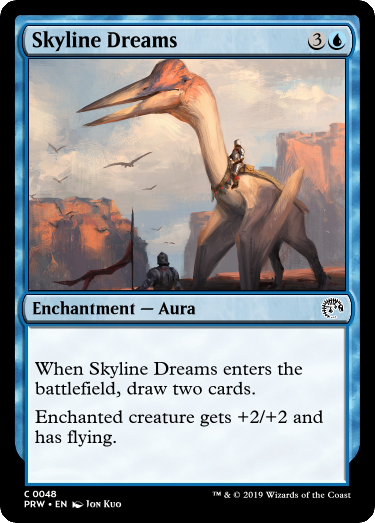 Skyline Dreams 3
Enchantment — Aura
When Skyline Dreams enters the
battlefield, draw two cards.
Enchanted creature gets +2/+2 and
has flying.
C 0048
PRW • EN Jon Kuo
™ & © 2019 Wizards of the Coast